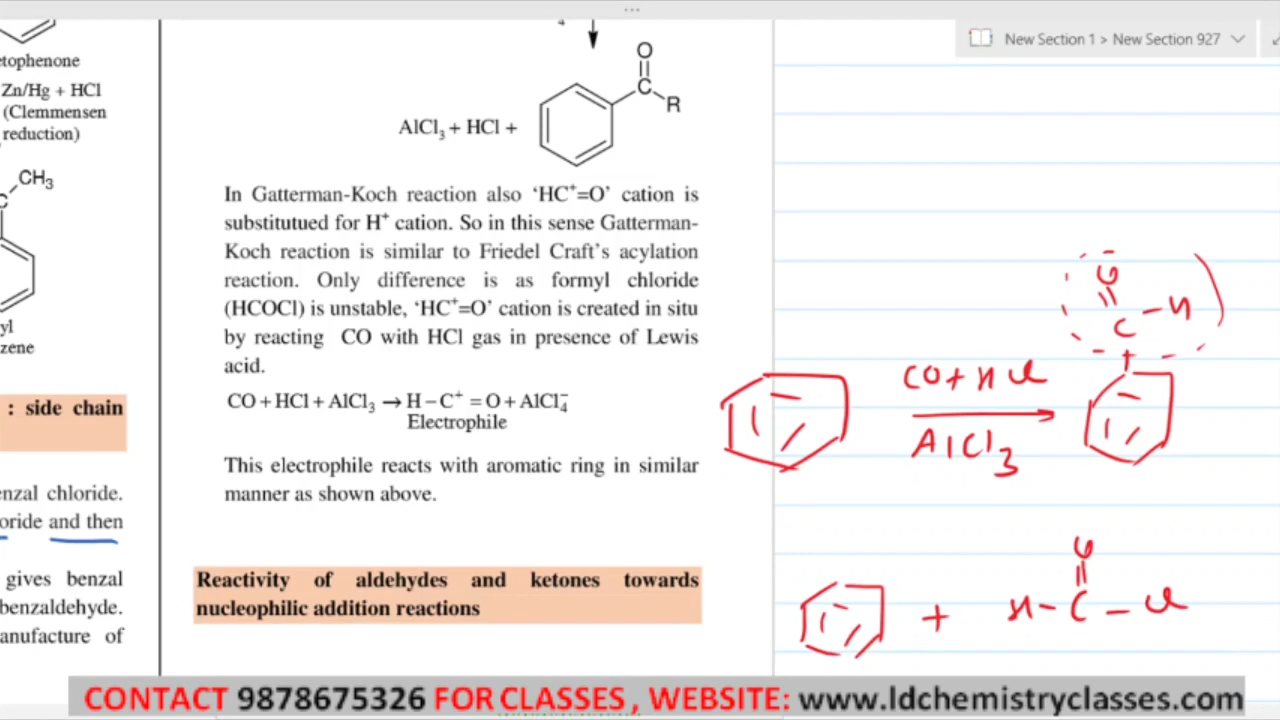 New Section 1 > New Section 927
etophenone
Zn/Hg + HCl
(Clemmensen
reduction)
CH₃
C
yl
zene
: side chain
enzal chloride.
oride and then
gives benzal
benzaldehyde.
anufacture of
4
O
C
R
AlCl₃ + HCl +
In Gatterman-Koch reaction also ‘HC⁺=O’ cation is
substitutued for H⁺ cation. So in this sense Gatterman-
Koch reaction is similar to Friedel Craft's acylation
reaction. Only difference is as formyl chloride
(HCOCl) is unstable, ‘HC⁺=O’ cation is created in situ
by reacting CO with HCl gas in presence of Lewis
acid.
CO + HCl + AlCl₃ → H – C⁺ = O + AlCl₄⁻
Electrophile
This electrophile reacts with aromatic ring in similar
manner as shown above.
Reactivity of aldehydes and ketones towards
nucleophilic addition reactions
O
C - H
CO + HCl
AlCl₃
O
+ H - C - Cl
CONTACT 9878675326 FOR CLASSES , WEBSITE: www.ldchemistryclasses.com